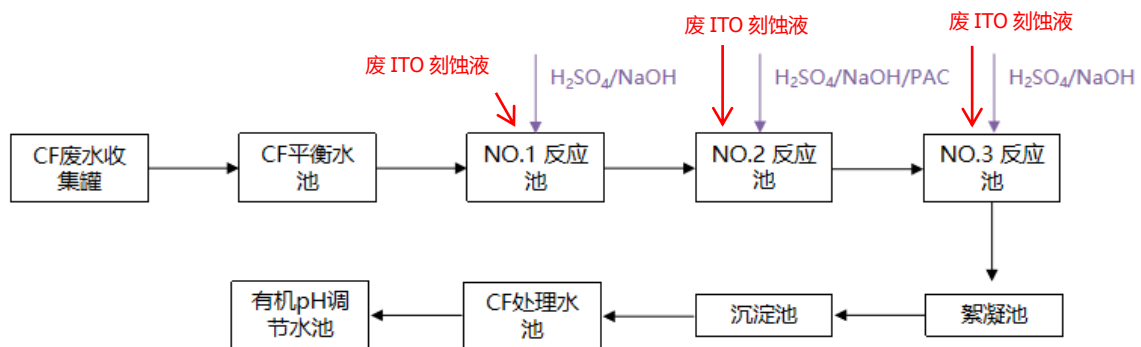 废 ITO 刻蚀液
废 ITO 刻蚀液
废 ITO 刻蚀液
H₂SO₄/NaOH
H₂SO₄/NaOH/PAC
H₂SO₄/NaOH
CF废水收
集罐
CF平衡水
池
NO.1 反应
池
NO.2 反应
池
NO.3 反应
池
有机pH调
节水池
CF处理水
池
沉淀池
絮凝池